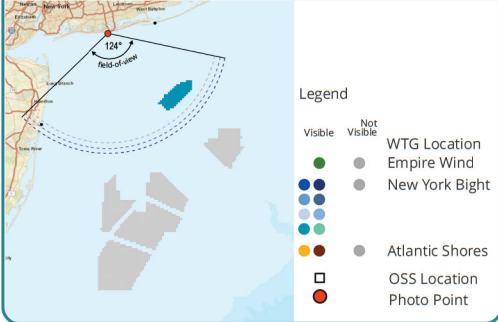 New York
Long Branch
124°
field-of-view
Toms River
Legend
Visible
Not
Visible
WTG Location
Empire Wind
New York Bight
Atlantic Shores
OSS Location
Photo Point